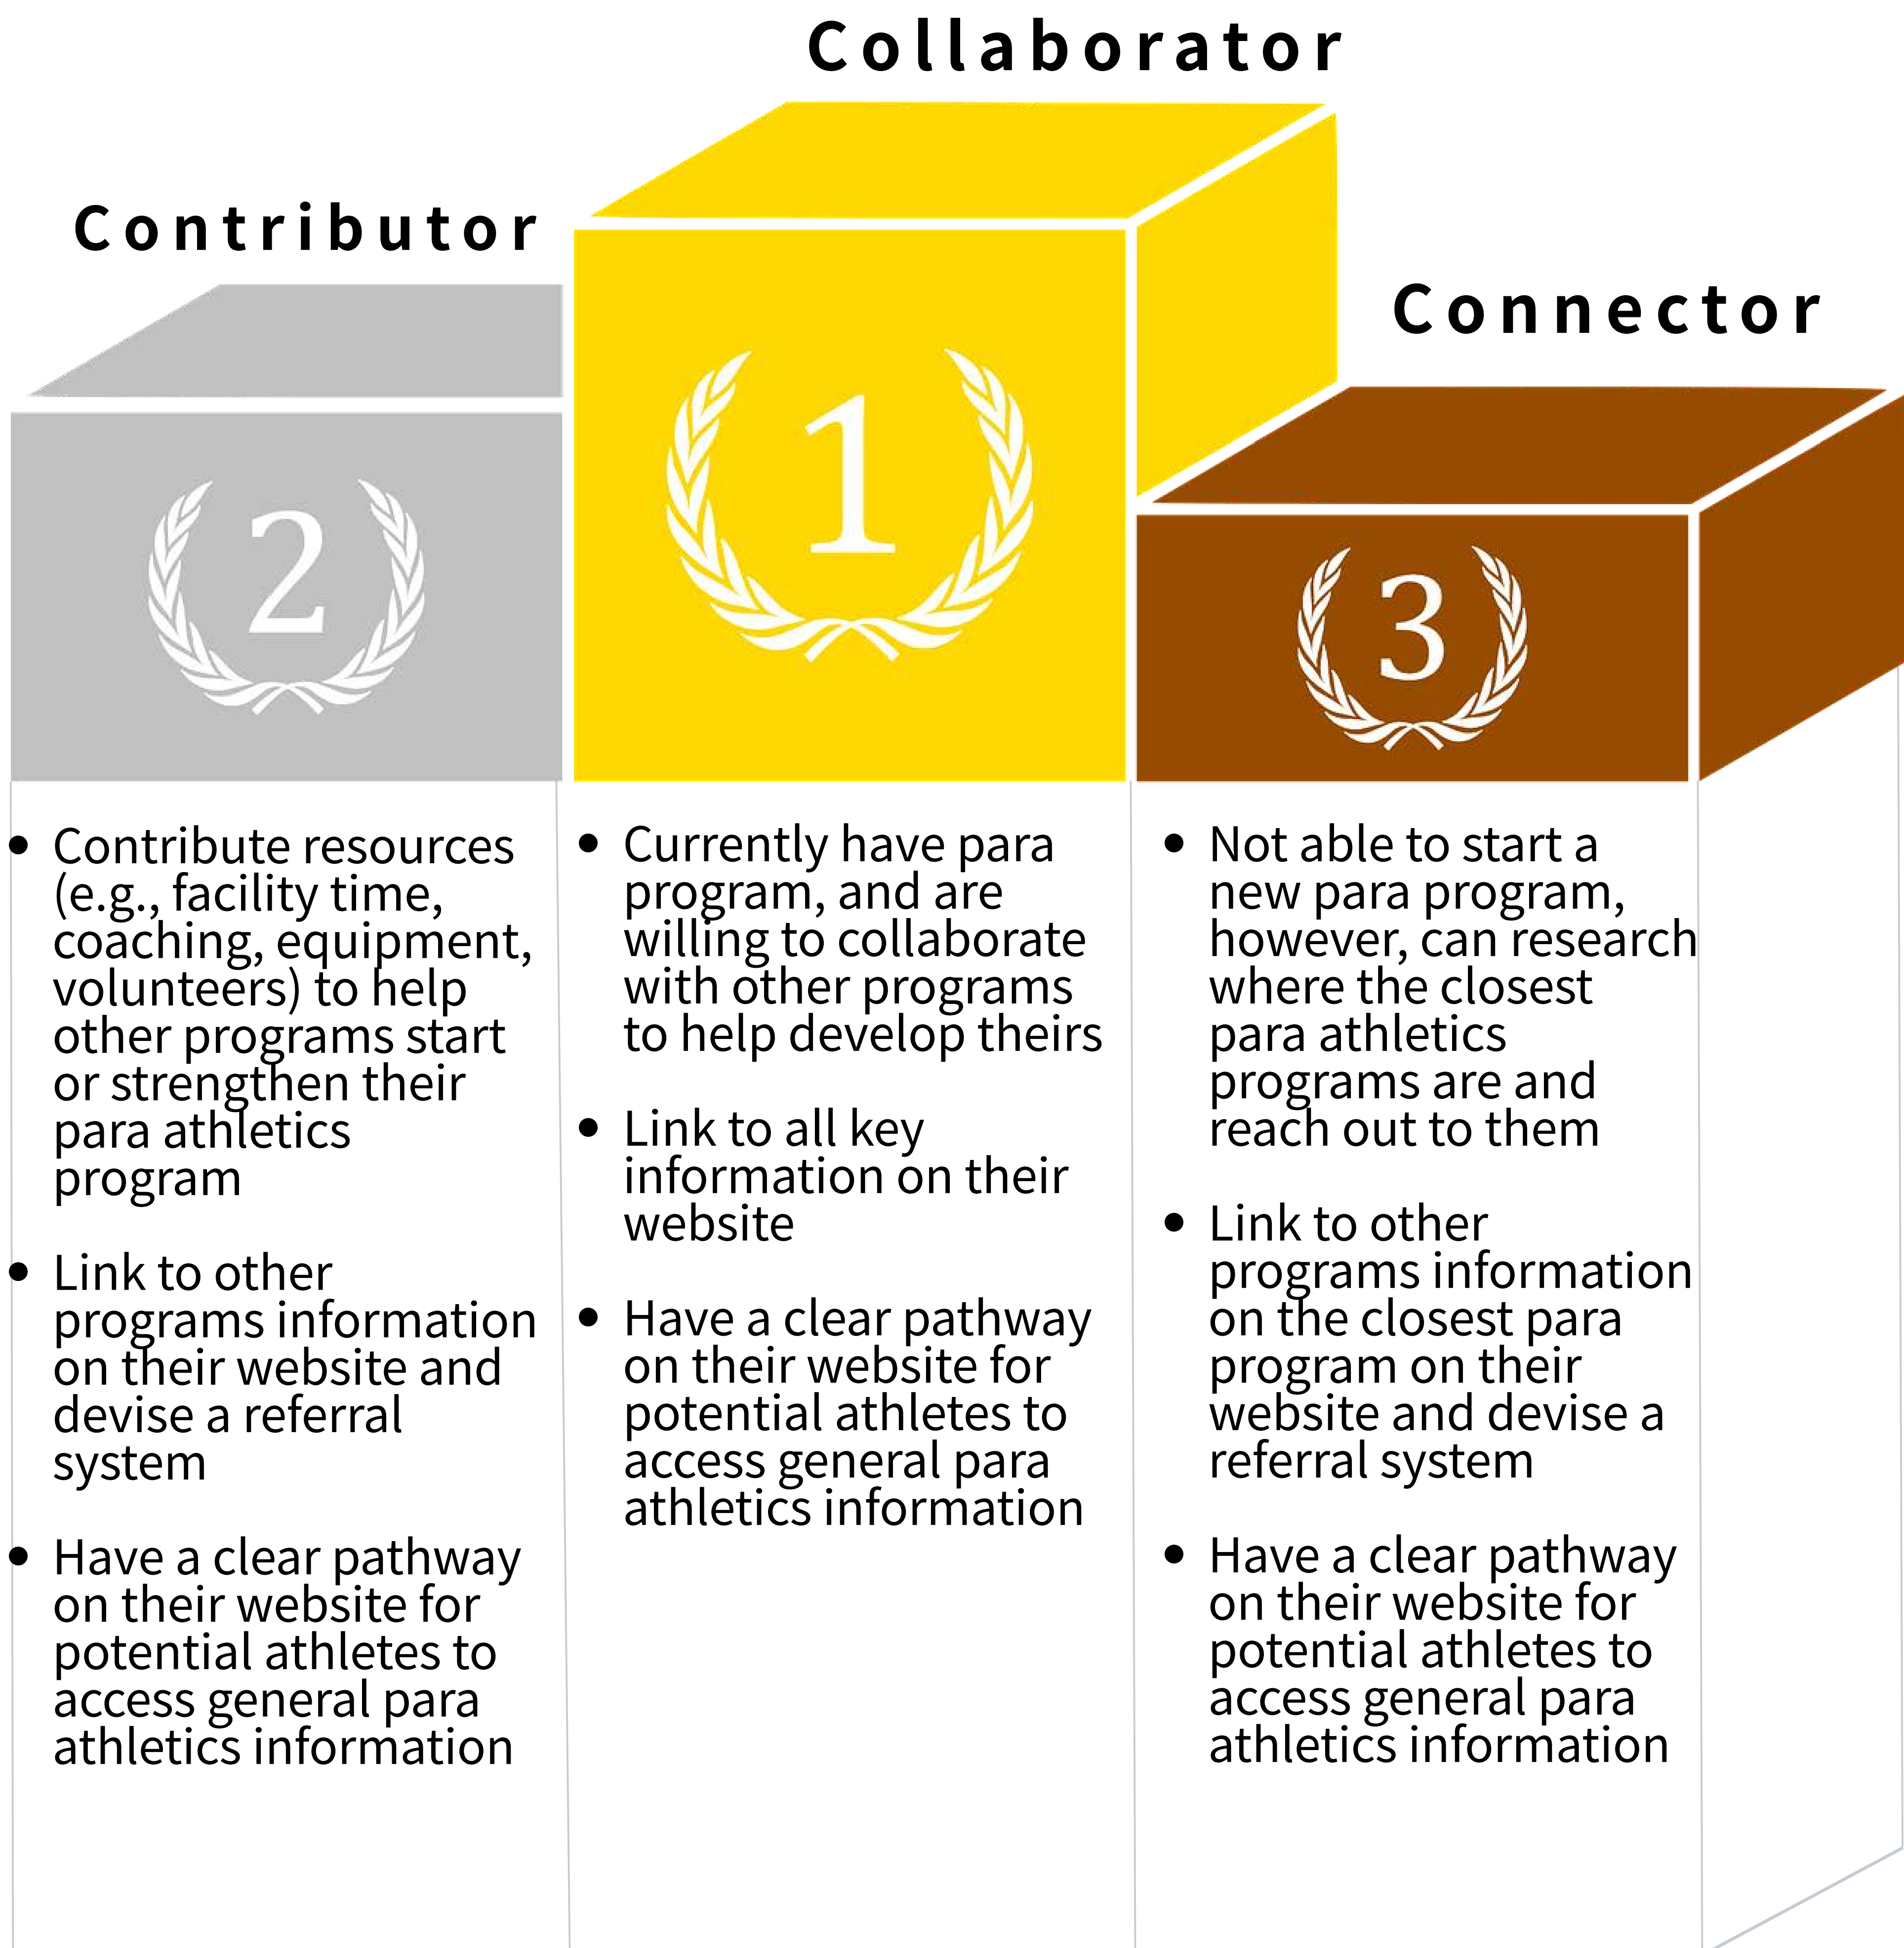 Collaborator
Contributor
Connector
1
2
3
• Contribute resources
(e.g., facility time,
coaching, equipment,
volunteers) to help
other programs start
or strengthen their
para athletics
program
• Link to other
programs information
on their website and
devise a referral
system
• Have a clear pathway
on their website for
potential athletes to
access general para
athletics information
• Currently have para
program, and are
willing to collaborate
with other programs
to help develop theirs
• Link to all key
information on their
website
• Have a clear pathway
on their website for
potential athletes to
access general para
athletics information
• Not able to start a
new para program,
however, can research
where the closest
para athletics
programs are and
reach out to them
• Link to other
programs information
on the closest para
program on their
website and devise a
referral system
• Have a clear pathway
on their website for
potential athletes to
access general para
athletics information